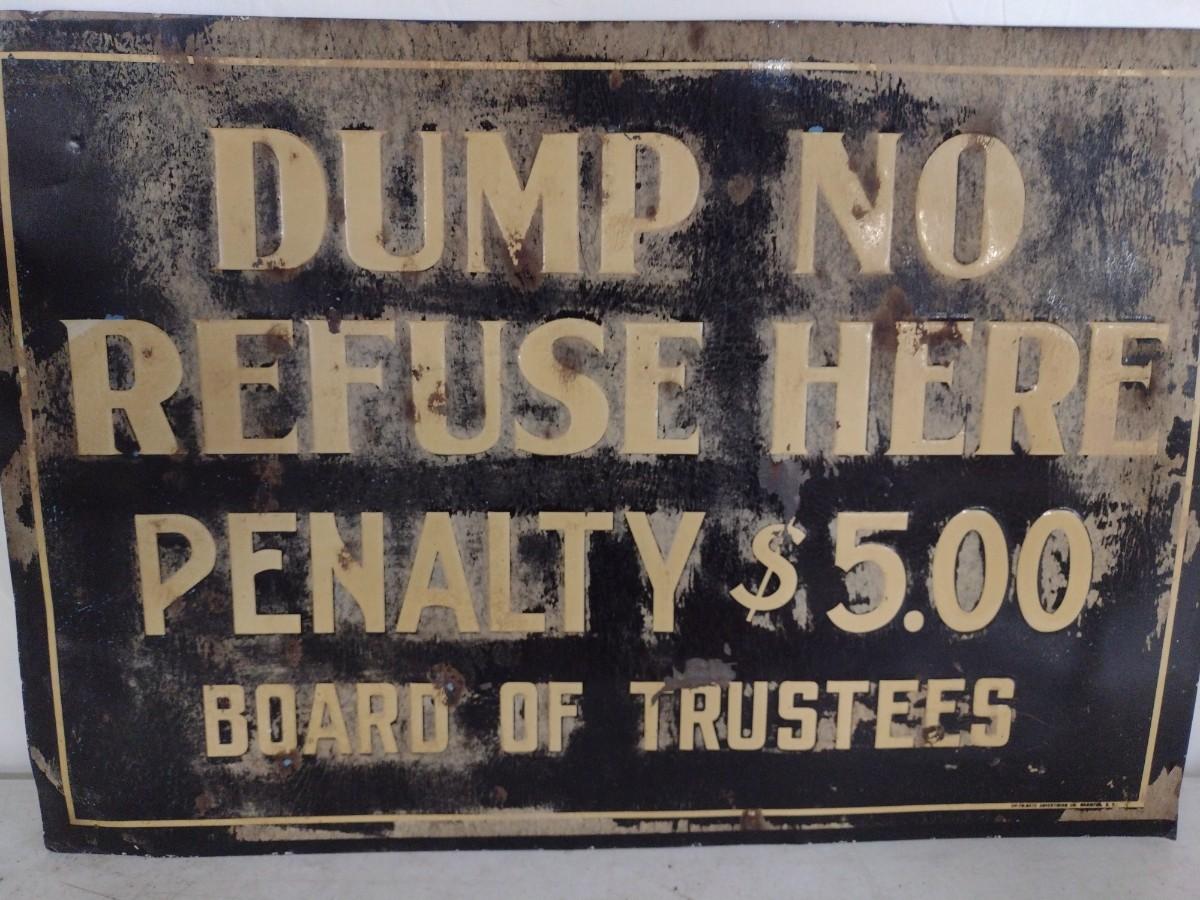 DUMP NO
REFUSE HERE
PENALTY $5.00
BOARD OF TRUSTEES